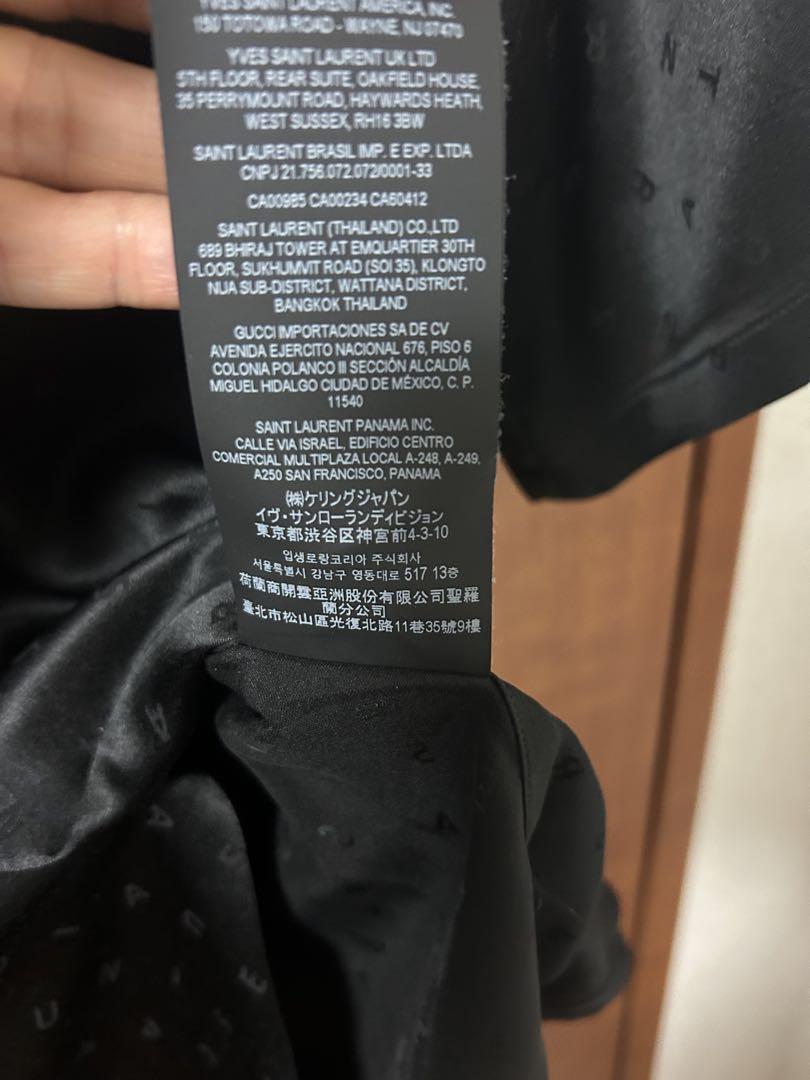 YVES SAINT LAURENT AMERICA, INC.
150 TOTOWA ROAD - WAYNE, NJ 07470
YVES SAINT LAURENT UK LTD
5TH FLOOR, REAR SUITE, OAKFIELD HOUSE,
35 PERRYMOUNT ROAD, HAYWARDS HEATH,
WEST SUSSEX, RH16 3BW
SAINT LAURENT BRASIL IMP. E EXP. LTDA
CNPJ 21.756.072.072/0001-33
CA00985 CA00234 CA60412
SAINT LAURENT (THAILAND) CO.,LTD
689 BHIRAJ TOWER AT EMQUARTIER 30TH
FLOOR, SUKHUMVIT ROAD (SOI 35), KLONGTO
NUA SUB-DISTRICT, WATTANA DISTRICT,
BANGKOK THAILAND
GUCCI IMPORTACIONES SA DE CV
AVENIDA EJERCITO NACIONAL 676, PISO 6
COLONIA POLANCO III SECCIÓN ALCALDÍA
MIGUEL HIDALGO CIUDAD DE MÉXICO, C. P.
11540
SAINT LAURENT PANAMA INC.
CALLE VIA ISRAEL, EDIFICIO CENTRO
COMERCIAL MULTIPLAZA LOCAL A-248, A-249,
A250 SAN FRANCISCO, PANAMA
㈱ケリングジャパン
イヴ・サンローランディビジョン
東京都渋谷区神宮前4-3-10
입생로랑코리아 주식회사
서울특별시 강남구 영동대로 517 13층
荷蘭商開雲亞洲股份有限公司聖羅
蘭分公司
臺北市松山區光復北路11巷35號9樓